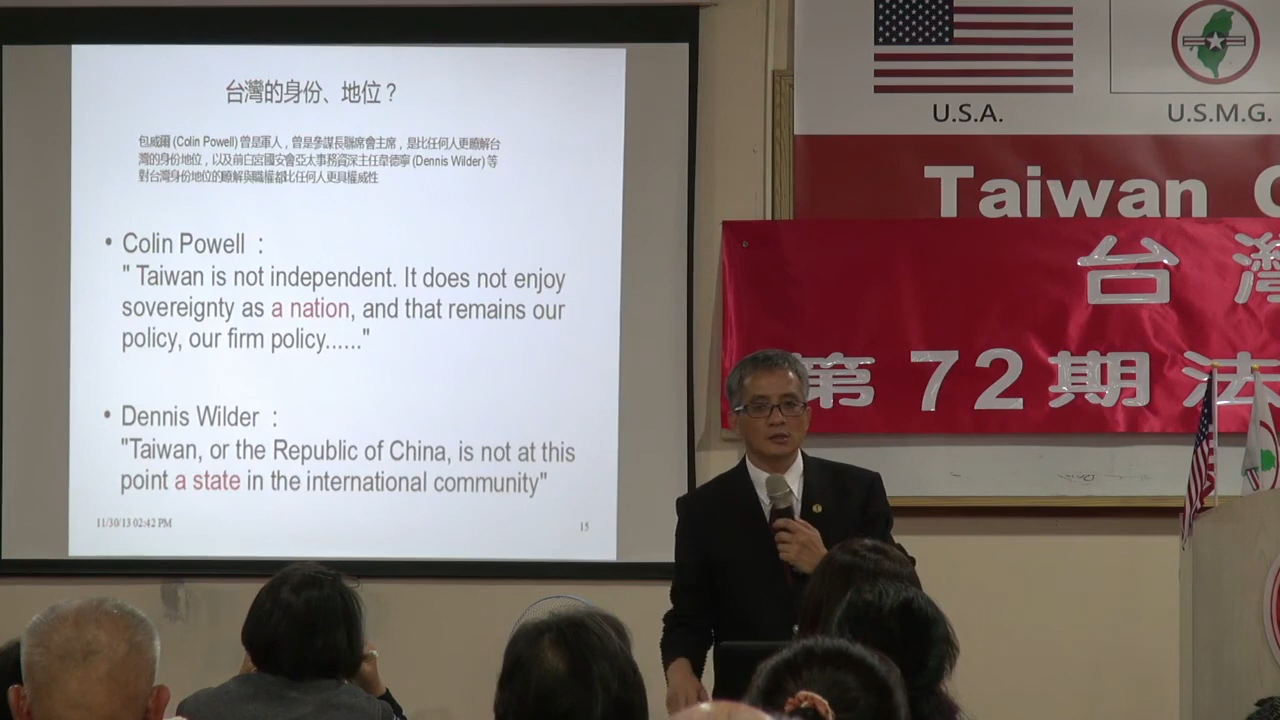 台灣的身份、地位？
包威爾 (Colin Powell) 曾是軍人，曾是參謀長聯席會主席，是比任何人更瞭解台
灣的身份地位，以及前白宮國安會亞太事務資深主任韋德寧 (Dennis Wilder) 等
對台灣身份地位的瞭解與職權都比任何人更具權威性
• Colin Powell :
" Taiwan is not independent. It does not enjoy
sovereignty as a nation, and that remains our
policy, our firm policy......"
• Dennis Wilder :
"Taiwan, or the Republic of China, is not at this
point a state in the international community"
11/30/13 02:42 PM
15
U.S.A.
U.S.M.G.
Taiwan
台灣
第72期法